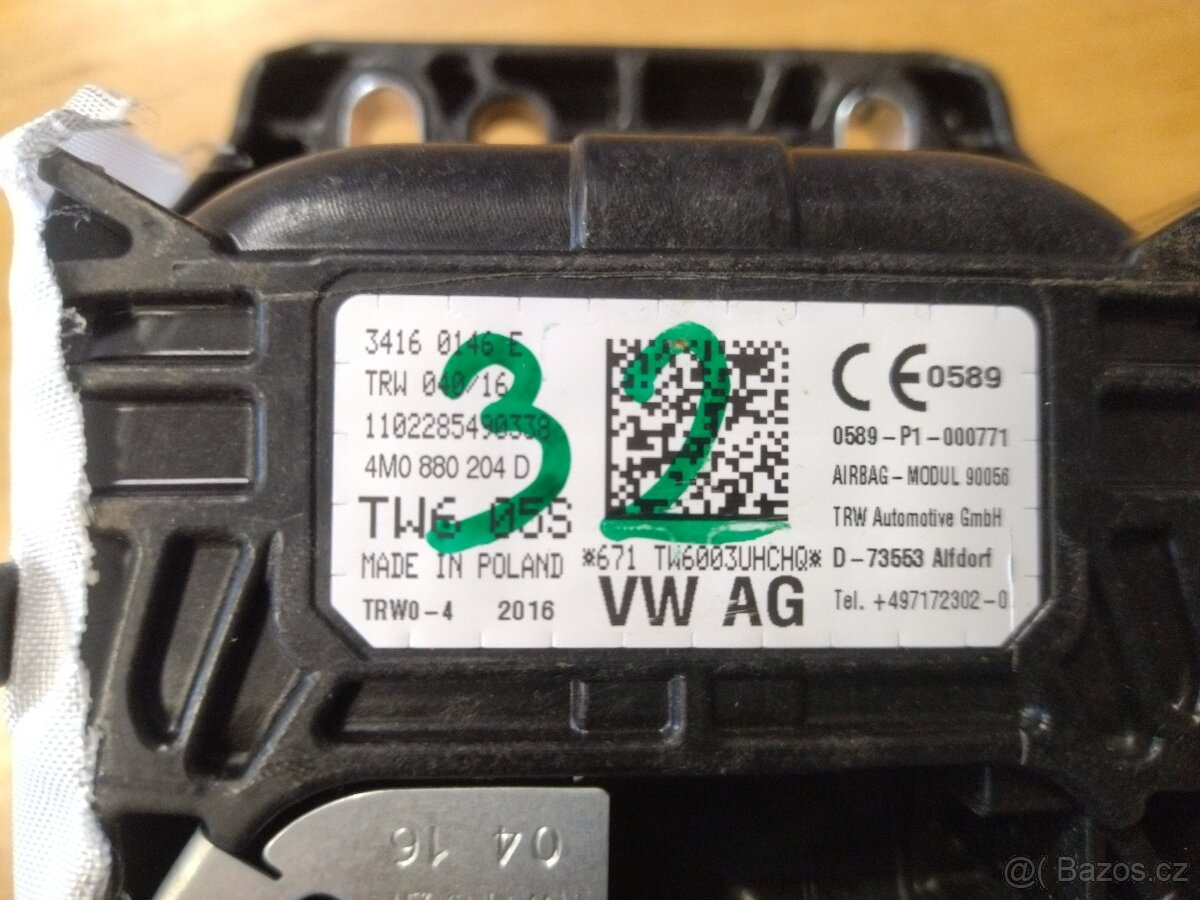 3416 0146 E
TRW 040/16
1102285490338
4M0 880 204 D
TW6 05S
MADE IN POLAND
TRW0-4 2016
32
*671 TW6003UHCHQ*
VW AG
CE 0589
0589-P1-000771
AIRBAG-MODUL 90056
TRW Automotive GmbH
D-73553 Alfdorf
Tel. +497172302-0
04 16
@( Bazos.cz